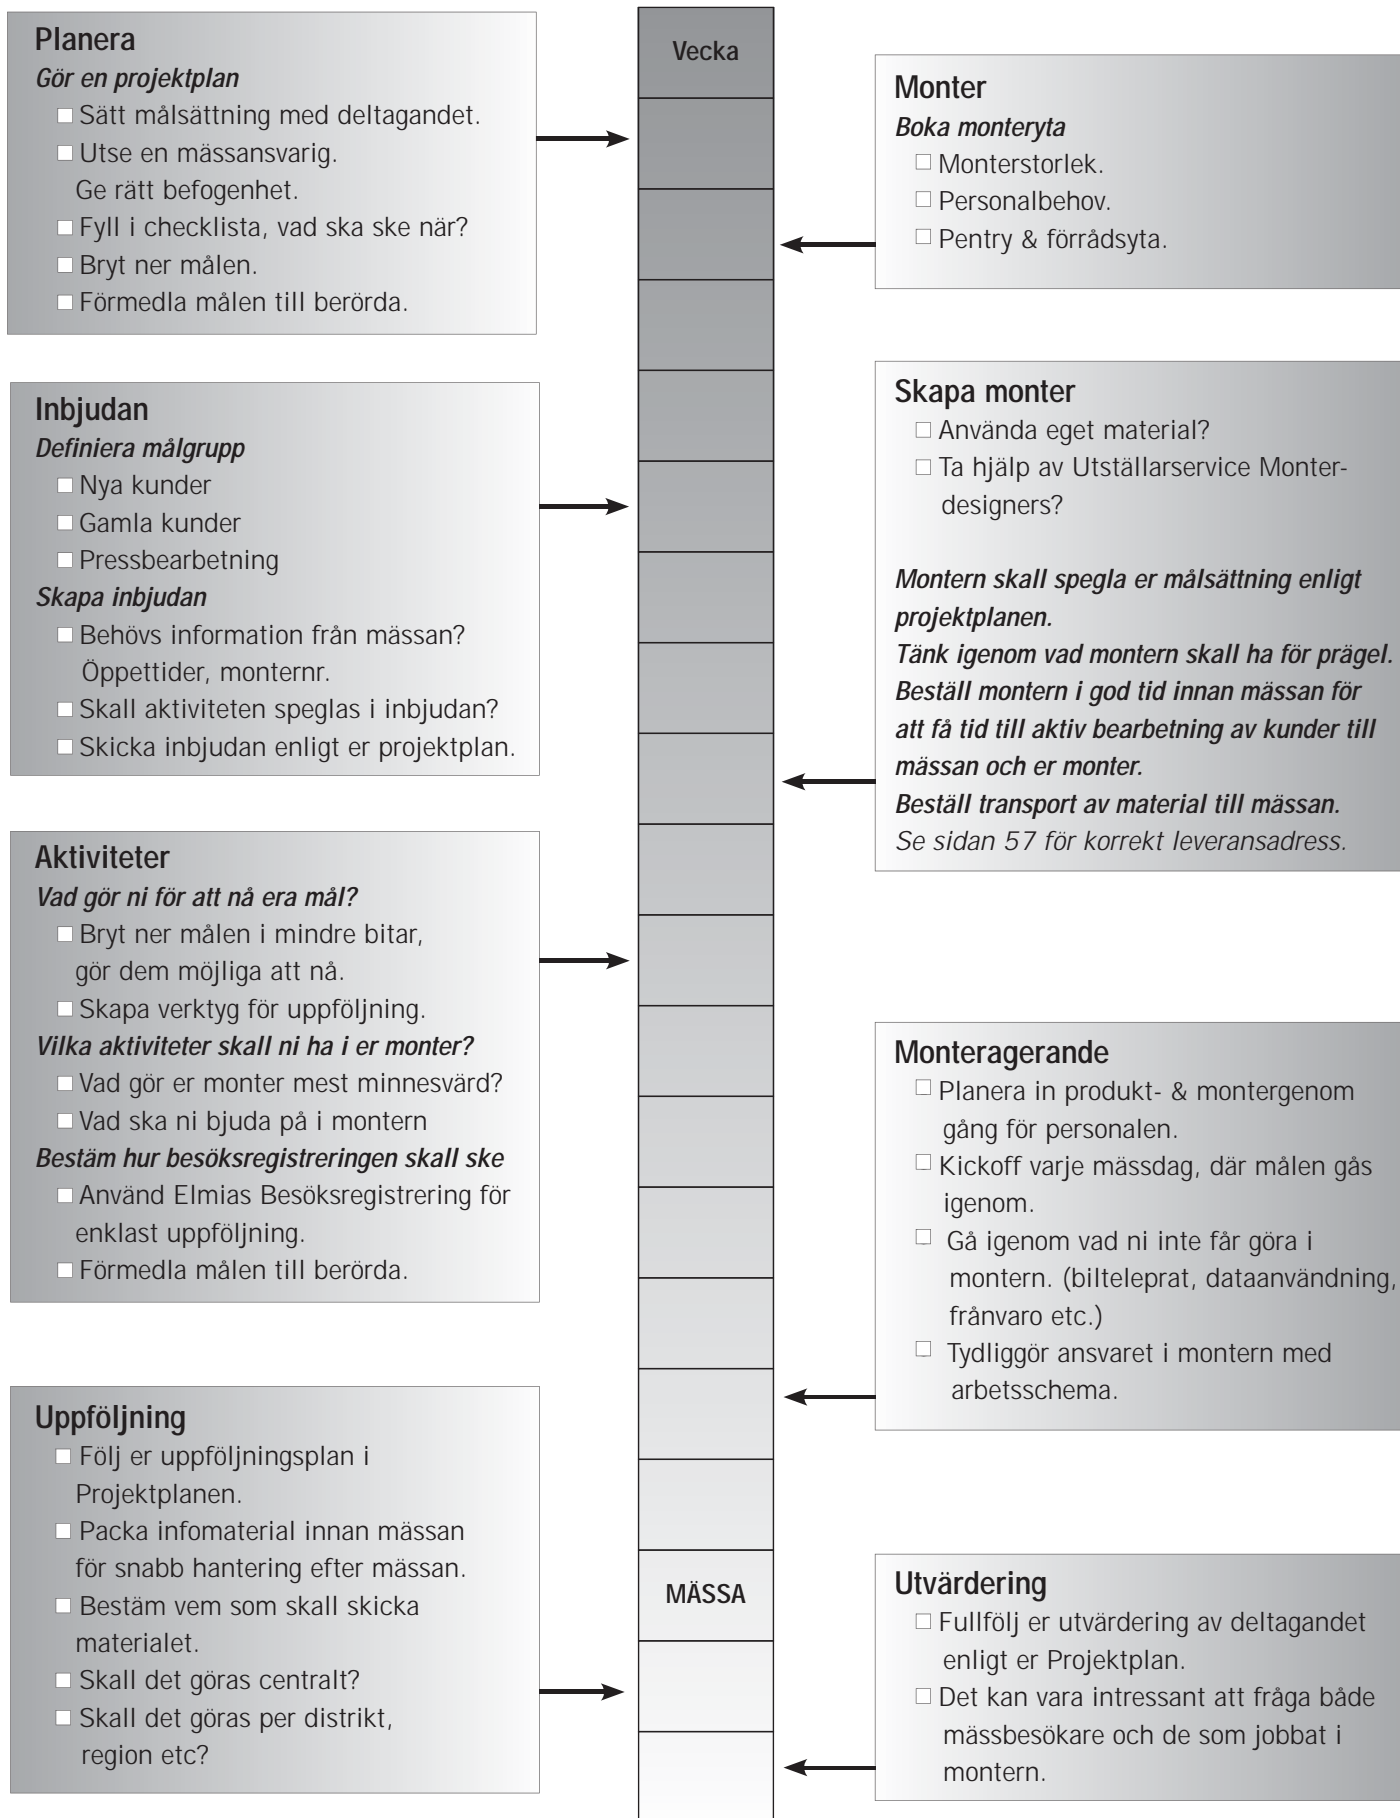 Planera
Gör en projektplan
Sätt målsättning med deltagandet.
Utse en mässansvarig.
Ge rätt befogenhet.
Fyll i checklista, vad ska ske när?
Bryt ner målen.
Förmedla målen till berörda.
Inbjudan
Definiera målgrupp
Nya kunder
Gamla kunder
Pressbearbetning
Skapa inbjudan
Behövs information från mässan?
Öppettider, monternr.
Skall aktiviteten speglas i inbjudan?
Skicka inbjudan enligt er projektplan.
Aktiviteter
Vad gör ni för att nå era mål?
Bryt ner målen i mindre bitar,
gör dem möjliga att nå.
Skapa verktyg för uppföljning.
Vilka aktiviteter skall ni ha i er monter?
Vad gör er monter mest minnesvärd?
Vad ska ni bjuda på i montern
Bestäm hur besöksregistreringen skall ske
Använd Elmias Besöksregistrering för
enklast uppföljning.
Förmedla målen till berörda.
Uppföljning
Följ er uppföljningsplan i
Projektplanen.
Packa infomaterial innan mässan
för snabb hantering efter mässan.
Bestäm vem som skall skicka
materialet.
Skall det göras centralt?
Skall det göras per distrikt,
region etc?
Vecka
MÄSSA
Monter
Boka monteryta
Monterstorlek.
Personalbehov.
Pentry & förrådsyta.
Skapa monter
Använda eget material?
Ta hjälp av Utställarservice Monter-
designers?
Montern skall spegla er målsättning enligt
projektplanen.
Tänk igenom vad montern skall ha för prägel.
Beställ montern i god tid innan mässan för
att få tid till aktiv bearbetning av kunder till
mässan och er monter.
Beställ transport av material till mässan.
Se sidan 57 för korrekt leveransadress.
Monteragerande
Planera in produkt- & montergenom
gång för personalen.
Kickoff varje mässdag, där målen gås
igenom.
Gå igenom vad ni inte får göra i
montern. (bilteleprat, dataanvändning,
frånvaro etc.)
Tydliggör ansvaret i montern med
arbetsschema.
Utvärdering
Fullfölj er utvärdering av deltagandet
enligt er Projektplan.
Det kan vara intressant att fråga både
mässbesökare och de som jobbat i
montern.